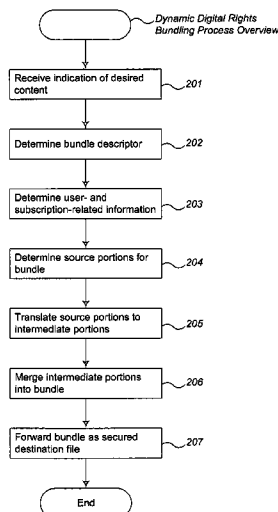 Dynamic Digital Rights
Bundling Process Overview
Receive indication of desired
content
201
Determine bundle descriptor
202
Determine user- and
subscription-related information
203
Determine source portions for
bundle
204
Translate source portions to
intermediate portions
205
Merge intermediate portions
into bundle
206
Forward bundle as secured
destination file
207
End